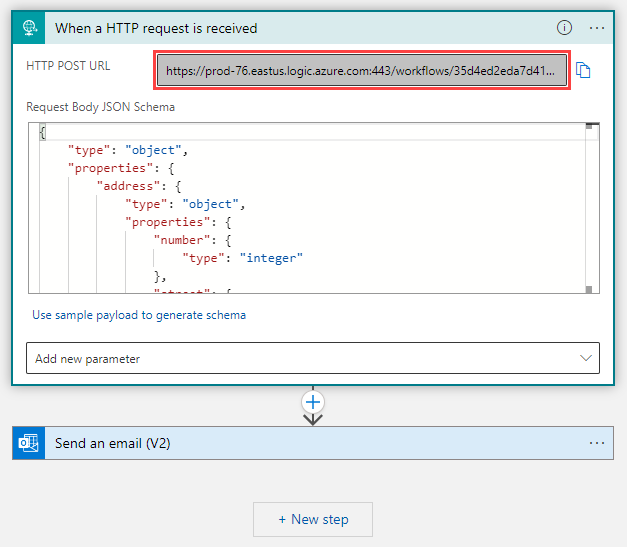 When a HTTP request is received
HTTP POST URL
https://prod-76.eastus.logic.azure.com:443/workflows/35d4ed2eda7d41...
Request Body JSON Schema
{
"type": "object",
"properties": {
"address": {
"type": "object",
"properties": {
"number": {
"type": "integer"
},
"street": {
Use sample payload to generate schema
Add new parameter
Send an email (V2)
+ New step